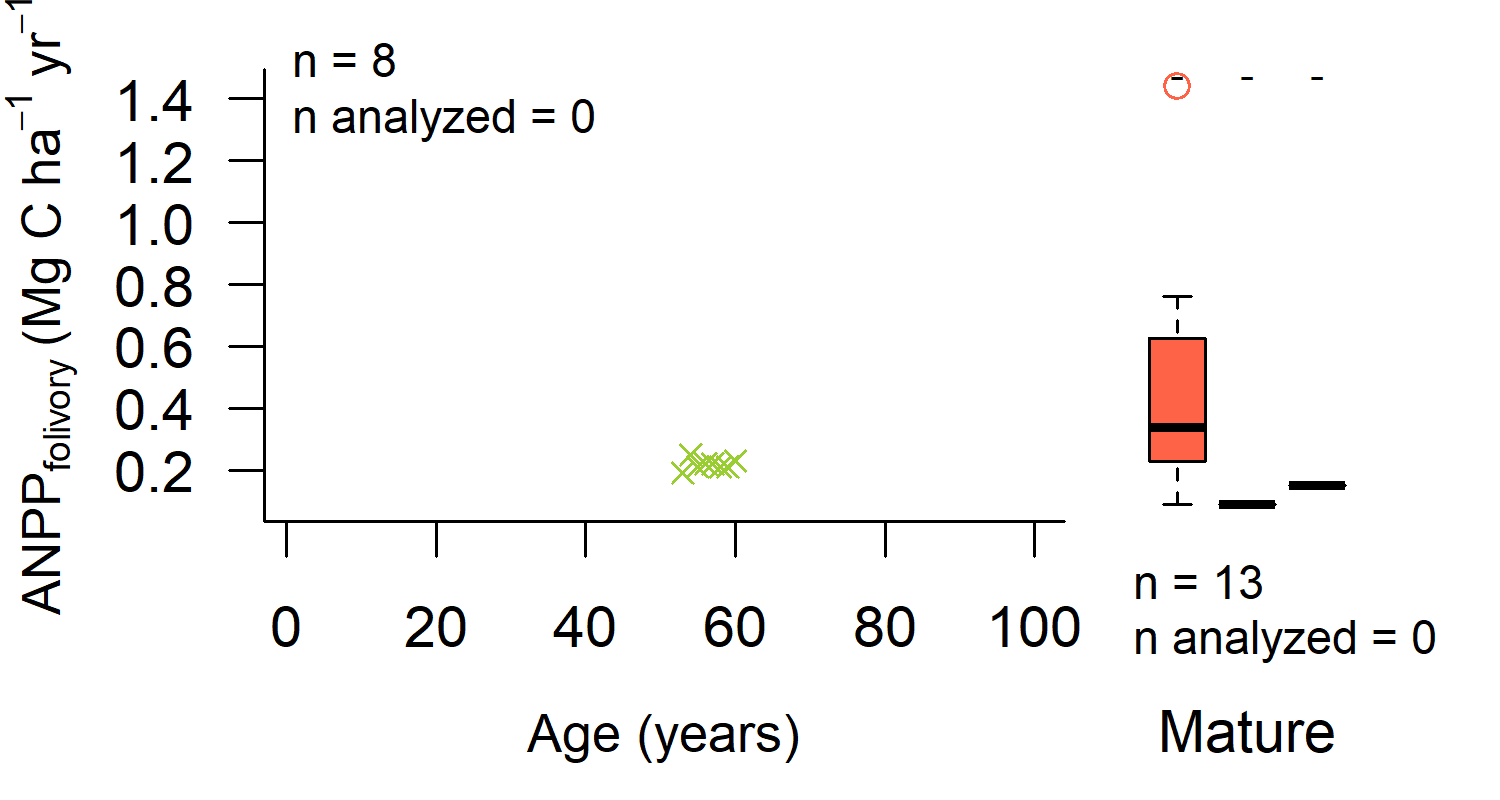 ANPPfolivory (Mg C ha−1 yr−1
n = 8
n analyzed = 0
1.4
1.2
1.0
0.8
0.6
0.4
0.2
0 20 40 60 80 100
Age (years)
- - -
n = 13
n analyzed = 0
Mature